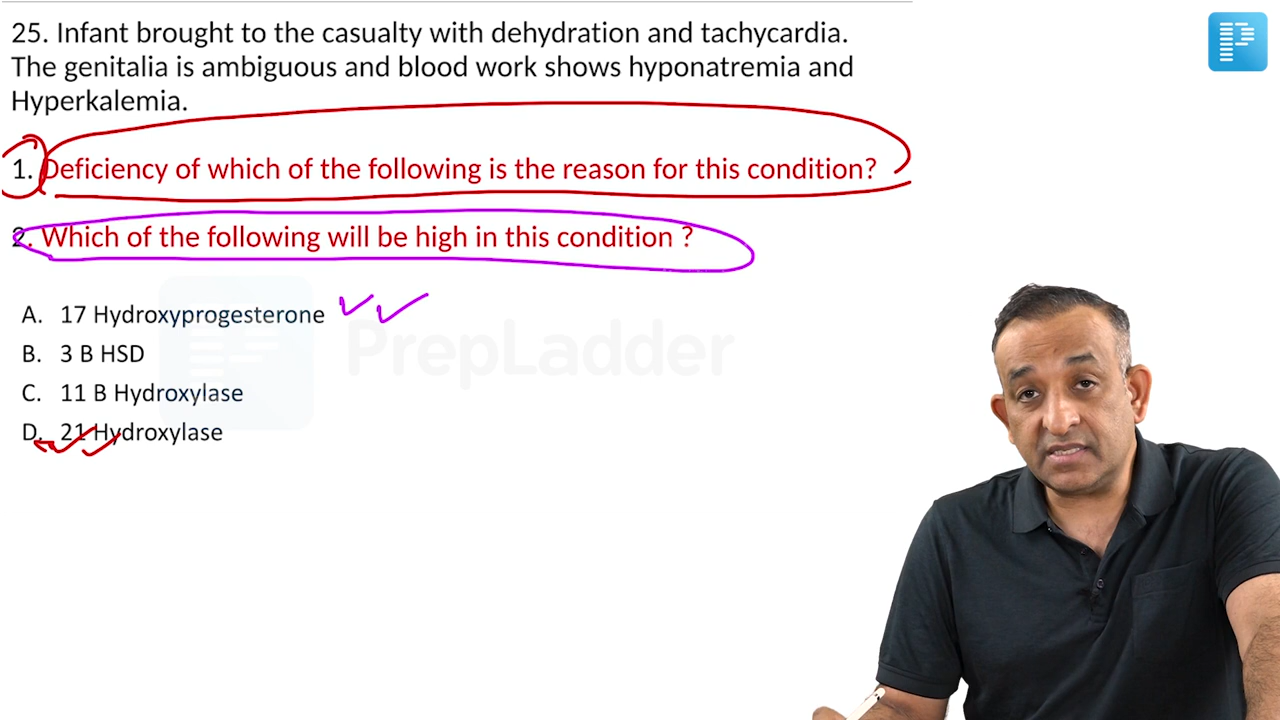 25. Infant brought to the casualty with dehydration and tachycardia.
The genitalia is ambiguous and blood work shows hyponatremia and
Hyperkalemia.
1. Deficiency of which of the following is the reason for this condition?
2. Which of the following will be high in this condition ?
A. 17 Hydroxyprogesterone
B. 3 B HSD
C. 11 B Hydroxylase
D. 21 Hydroxylase
PrepLadder